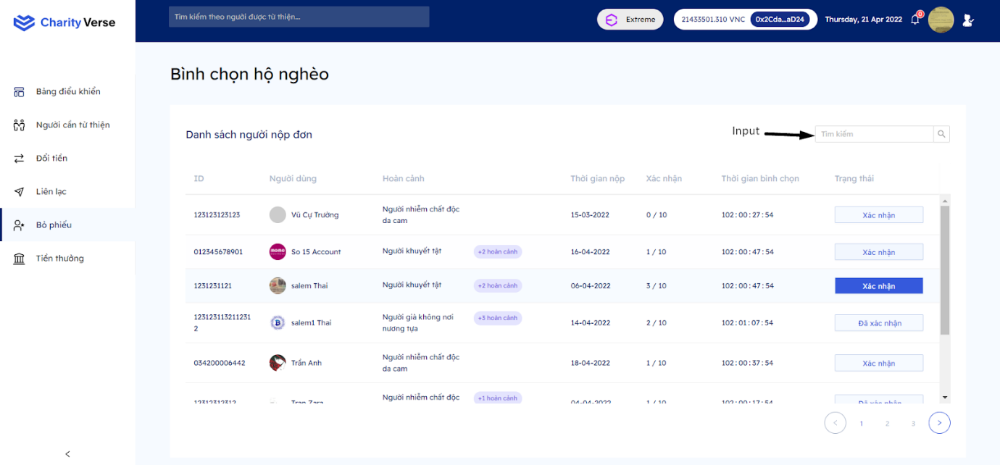 Charity Verse
Tìm kiếm theo người được từ thiện...
Extreme
21433501.310 VNC 0x2Cda...aD24
Thursday, 21 Apr 2022
0
Bảng điều khiển
Người cần từ thiện
Đổi tiền
Liên lạc
Bỏ phiếu
Tiền thưởng
Bình chọn hộ nghèo
Danh sách người nộp đơn
Input
Tìm kiếm
ID Người dùng Hoàn cảnh Thời gian nộp Xác nhận Thời gian bình chọn Trạng thái
123123123123 Vũ Cự Trường Người nhiễm chất độc 15-03-2022 0 / 10 102:00:27:54 Xác nhận
da cam
012345678901 momo So 15 Account Người khuyết tật +2 hoàn cảnh 16-04-2022 1 / 10 102:00:47:54 Xác nhận
1231231121 salem Thai Người khuyết tật +2 hoàn cảnh 06-04-2022 3 / 10 102:00:47:54 Xác nhận
123123113211231 B salem1 Thai Người già không nơi +3 hoàn cảnh 14-04-2022 2 / 10 102:01:07:54 Đã xác nhận
2 nương tựa
034200006442 Trần Anh Người nhiễm chất độc 18-04-2022 1 / 10 102:00:37:54 Xác nhận
da cam
12312312312 Tran Zara Người nhiễm chất độc +1 hoàn cảnh 04-04-2022 1 / 10 102:00:17:54 Đã xác nhận
1 2 3